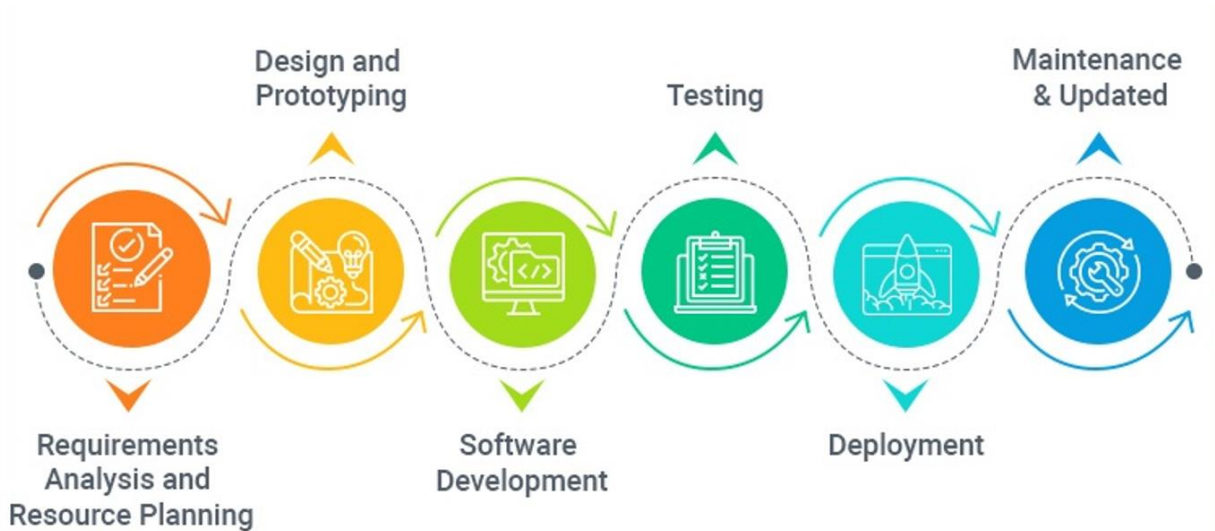 Design and
Prototyping
Testing
Maintenance
& Updated
</>
Requirements
Analysis and
Resource Planning
Software
Development
Deployment